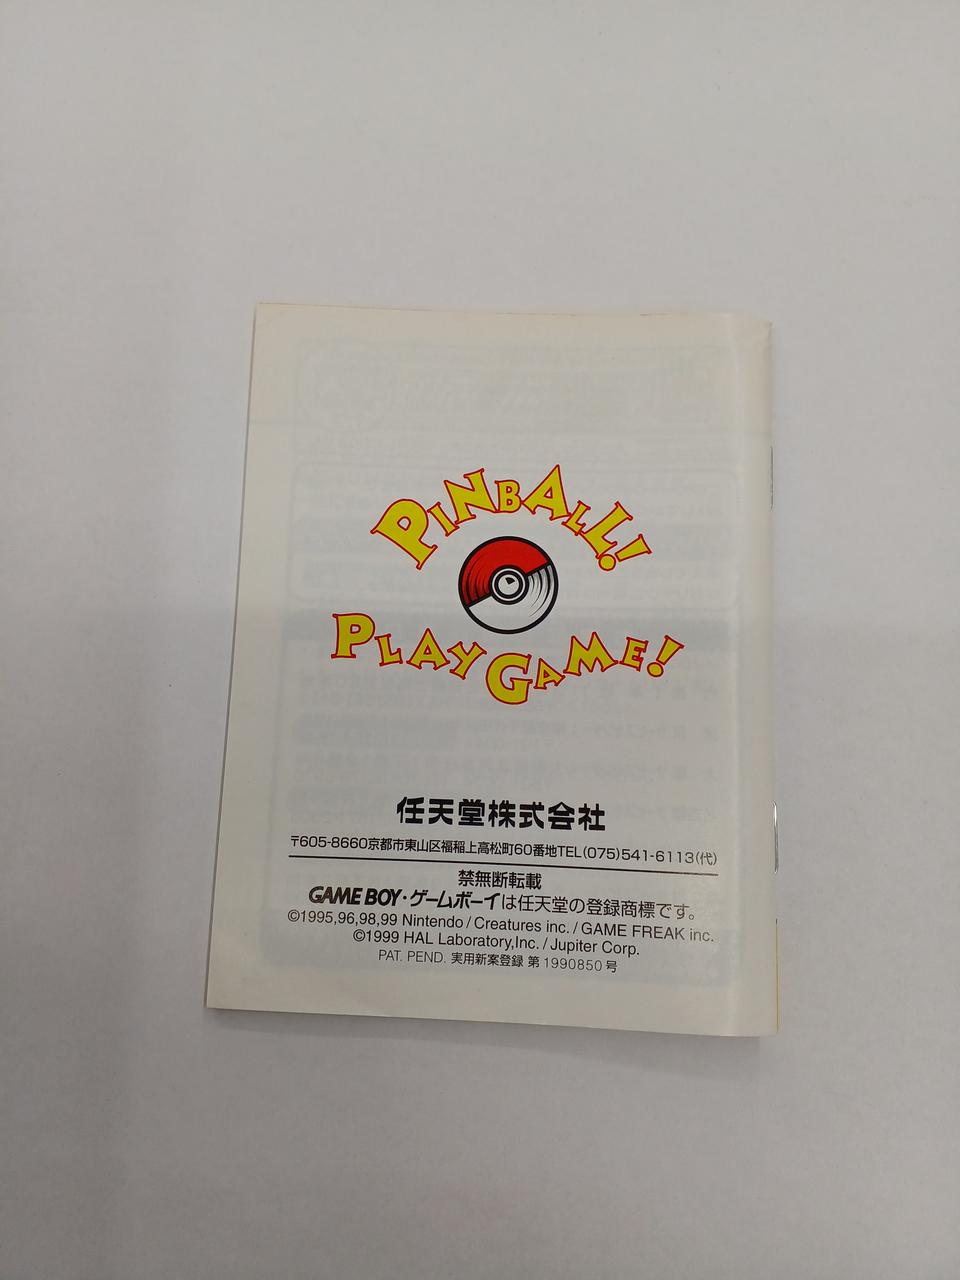 PINBALL!
PLAY GAME!
任天堂株式会社
〒605-8660京都市東山区福稲上高松町60番地TEL(075)541-6113(代)
禁無断転載
GAME BOY・ゲームボーイは任天堂の登録商標です。
©1995,96,98,99 Nintendo / Creatures inc. / GAME FREAK inc.
©1999 HAL Laboratory,Inc. / Jupiter Corp.
PAT. PEND. 実用新案登録 第1990850号